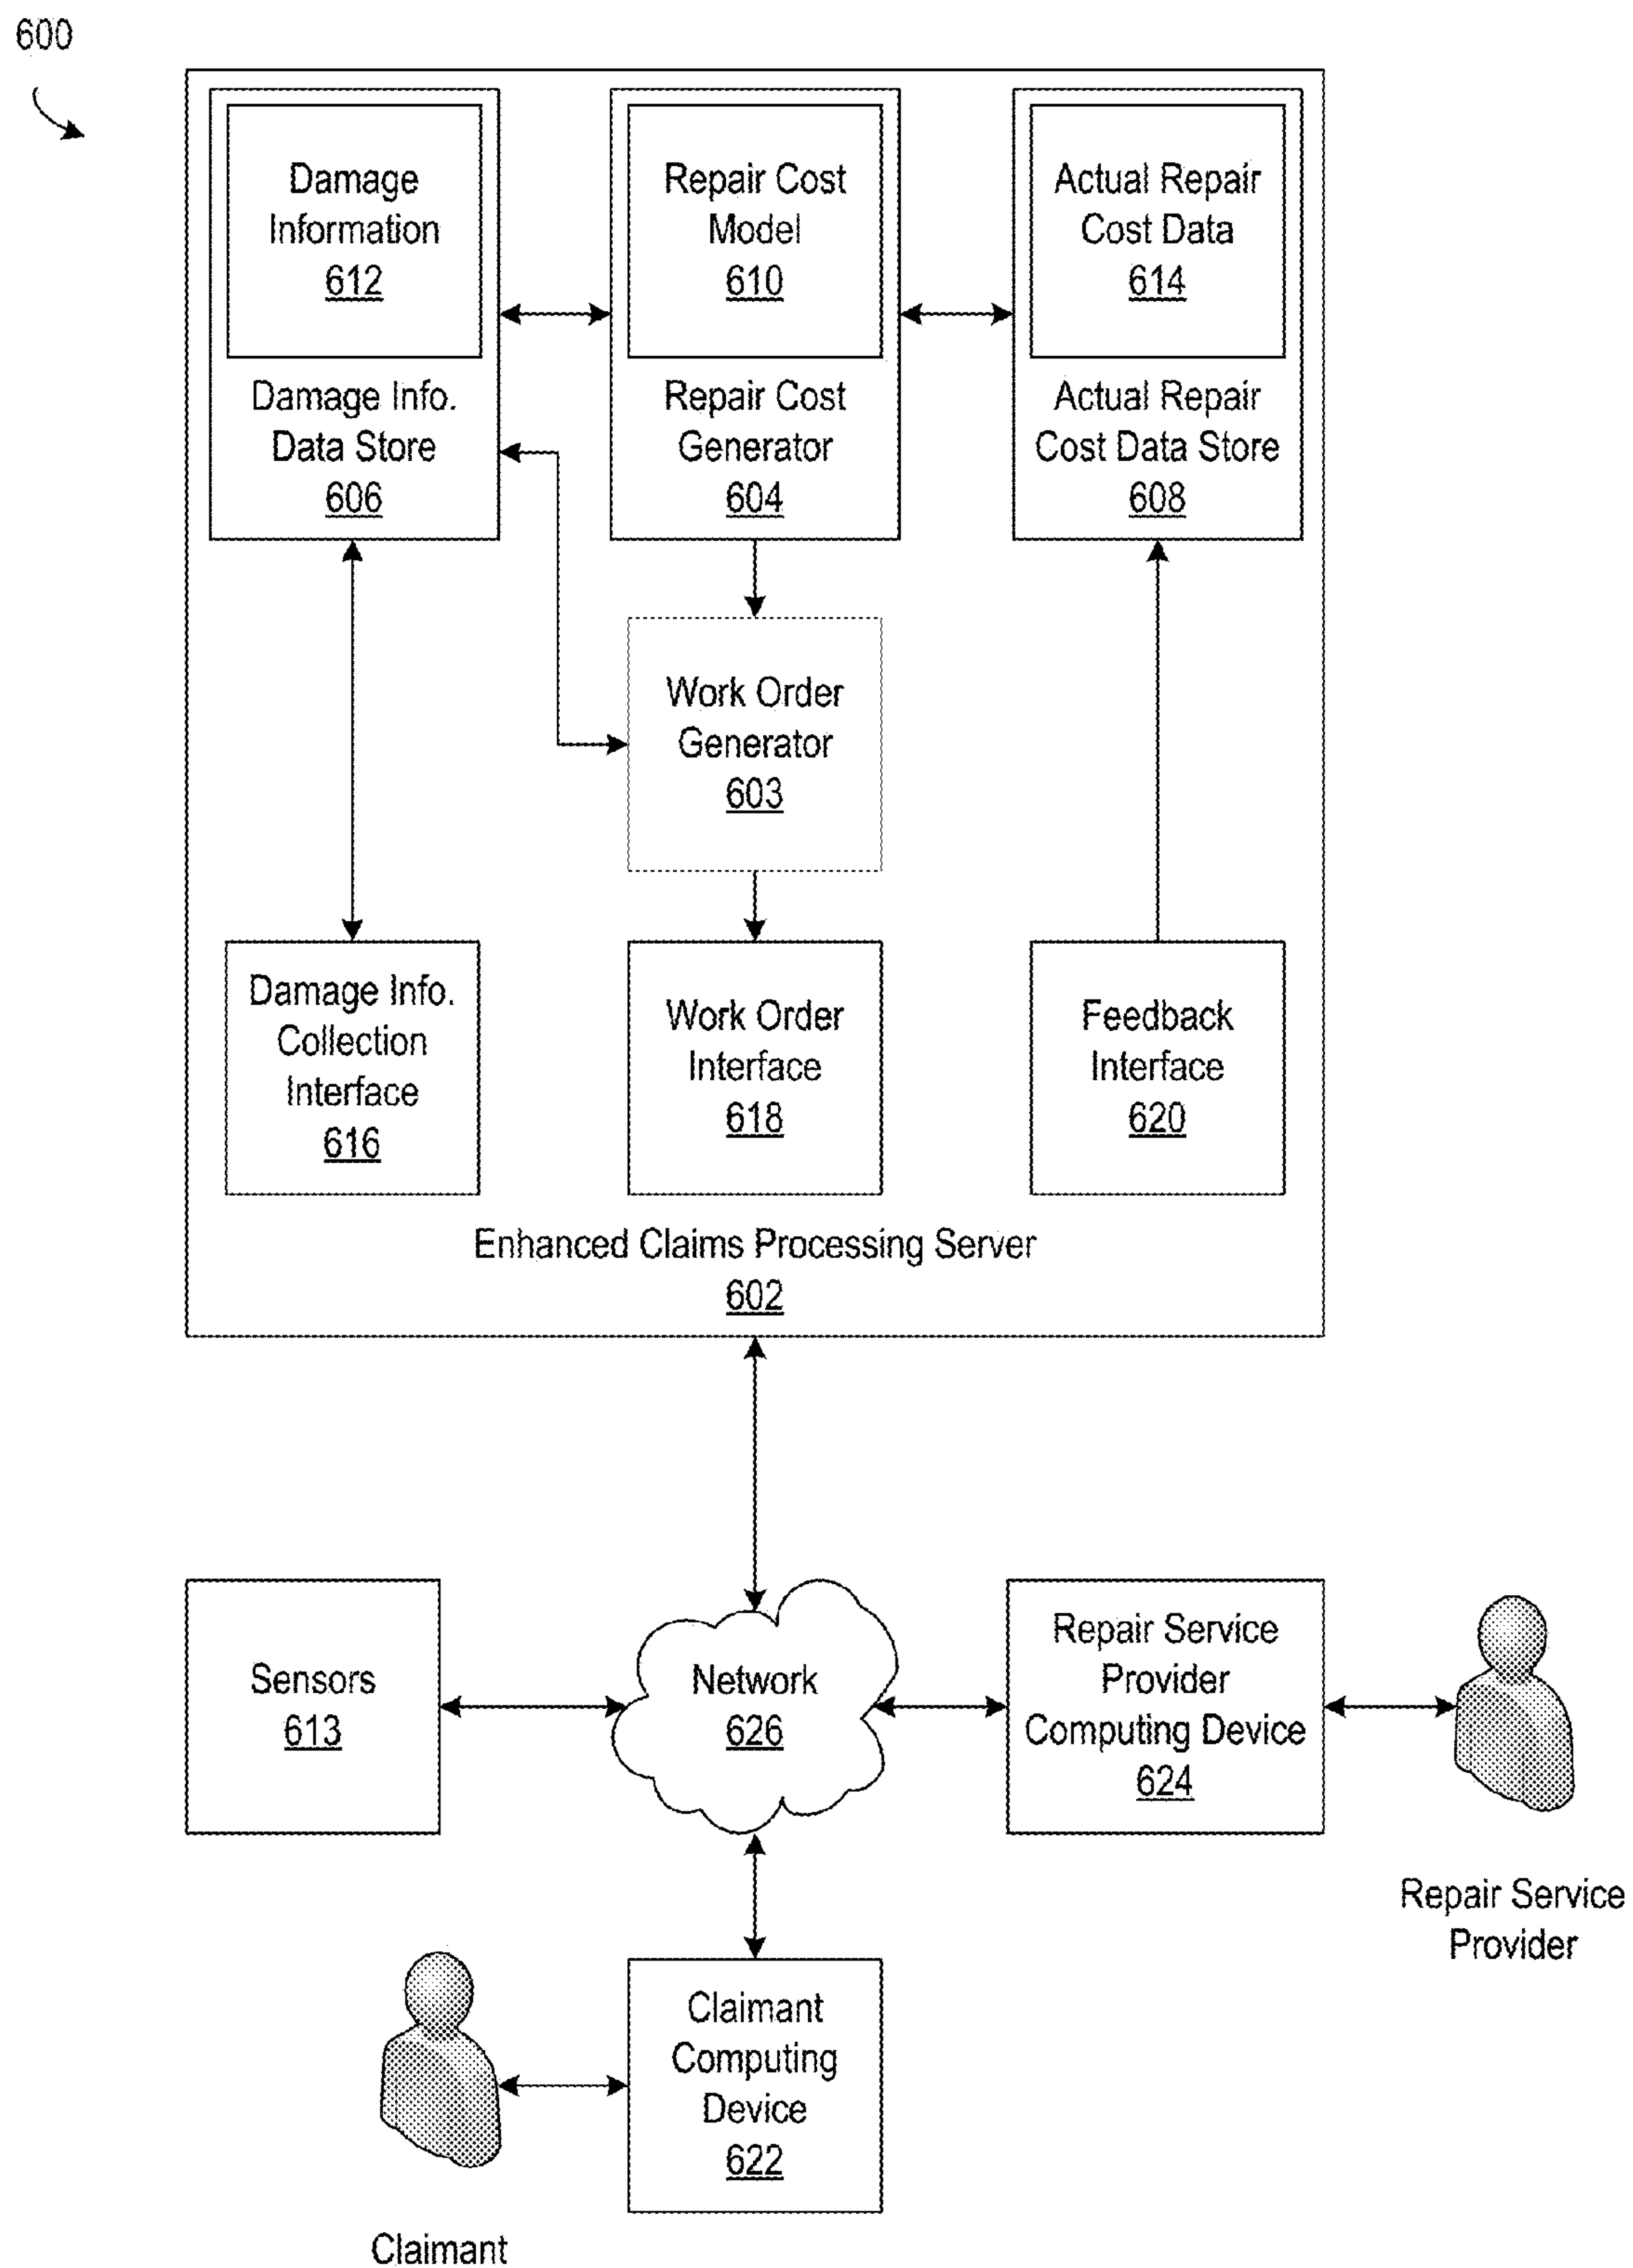 600
Damage
Information
612
Repair Cost
Model
610
Actual Repair
Cost Data
614
Damage Info.
Data Store
606
Repair Cost
Generator
604
Actual Repair
Cost Data Store
608
Work Order
Generator
603
Damage Info.
Collection
Interface
616
Work Order
Interface
618
Feedback
Interface
620
Enhanced Claims Processing Server
602
Sensors
613
Network
626
Repair Service
Provider
Computing Device
624
Repair Service
Provider
Claimant
Computing
Device
622
Claimant